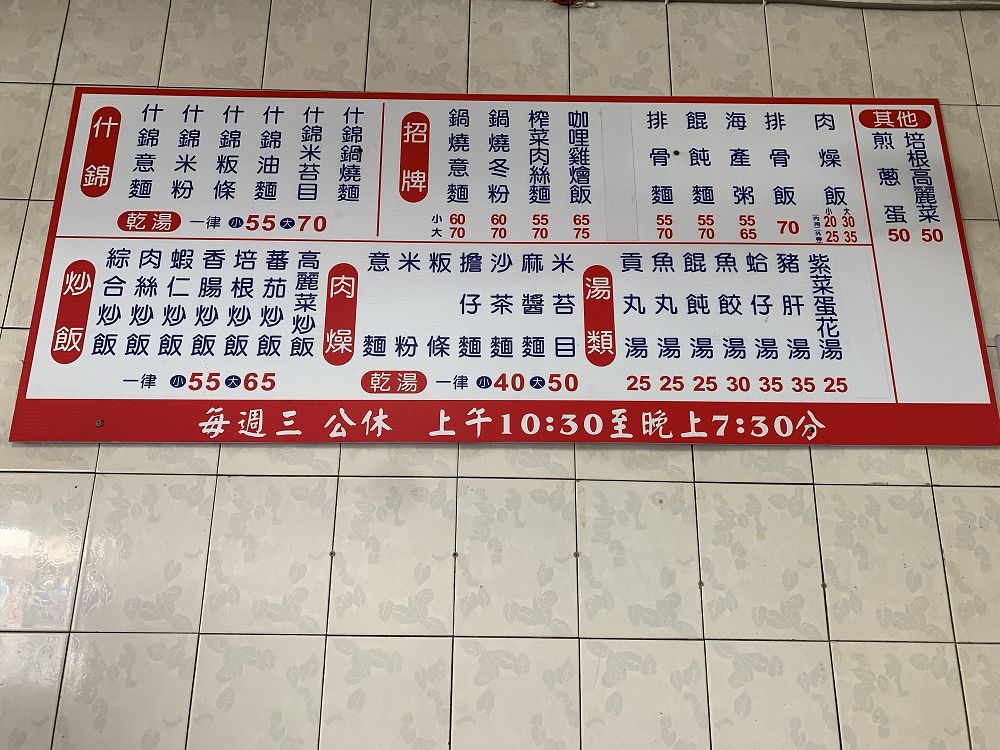 什錦
什錦意麵
什錦米粉
什錦粄條
什錦油麵
什錦米苔目
什錦鍋燒麵
乾湯 一律 小55 大70
招牌
小
大
鍋燒意麵 60 70
鍋燒冬粉 60 70
榨菜肉絲麵 55 70
咖哩雞燴飯 65 75
排骨麵 55 70
餛飩麵 55 70
海產粥 55 65
排骨飯 70
肉燥飯
小 大
20 30
25 35
其他
煎蔥蛋 50
培根高麗菜 50
炒飯
綜合炒飯
肉絲炒飯
蝦仁炒飯
香腸炒飯
培根炒飯
蕃茄炒飯
高麗菜炒飯
一律 小55 大65
肉燥
意麵
米粉
粄條
擔仔麵
沙茶麵
麻醬麵
米苔目
乾湯 一律 小40 大50
湯類
貢丸湯 25
魚丸湯 25
餛飩湯 25
魚餃湯 30
蛤仔湯 35
豬肝湯 35
紫菜蛋花湯 25
每週三 公休 上午10:30至晚上7:30分